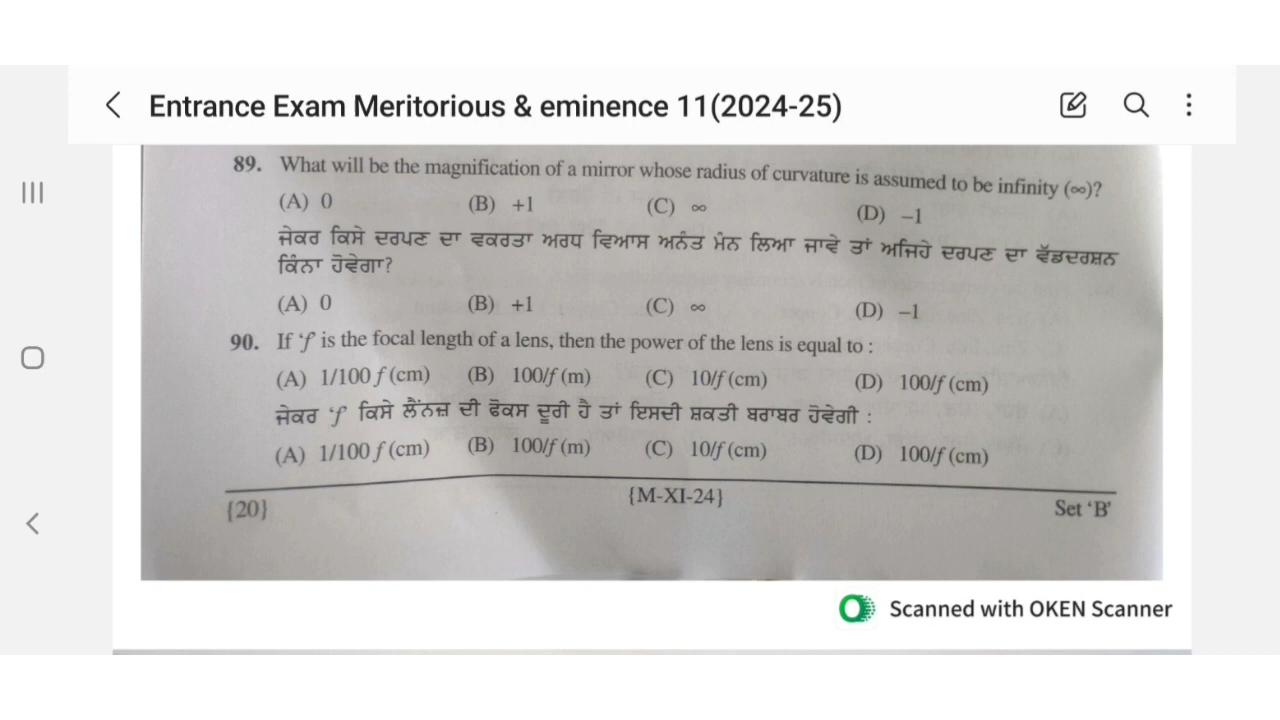 Entrance Exam Meritorious & eminence 11(2024-25)
89. What will be the magnification of a mirror whose radius of curvature is assumed to be infinity (∞)?
(A) 0 (B) +1 (C) ∞ (D) −1
ਜੇਕਰ ਕਿਸੇ ਦਰਪਣ ਦਾ ਵਕਰਤਾ ਅਰਧ ਵਿਆਸ ਅਨੰਤ ਮੰਨ ਲਿਆ ਜਾਵੇ ਤਾਂ ਅਜਿਹੇ ਦਰਪਣ ਦਾ ਵੱਡਦਰਸ਼ਨ
ਕਿੰਨਾ ਹੋਵੇਗਾ?
(A) 0 (B) +1 (C) ∞ (D) −1
90. If ‘f’ is the focal length of a lens, then the power of the lens is equal to :
(A) 1/100 f (cm) (B) 100/f (m) (C) 10/f (cm) (D) 100/f (cm)
ਜੇਕਰ ‘f’ ਕਿਸੇ ਲੈਂਨਜ਼ ਦੀ ਫੋਕਸ ਦੂਰੀ ਹੈ ਤਾਂ ਇਸਦੀ ਸ਼ਕਤੀ ਬਰਾਬਰ ਹੋਵੇਗੀ :
(A) 1/100 f (cm) (B) 100/f (m) (C) 10/f (cm) (D) 100/f (cm)
{20} {M-XI-24} Set ‘B’
Scanned with OKEN Scanner